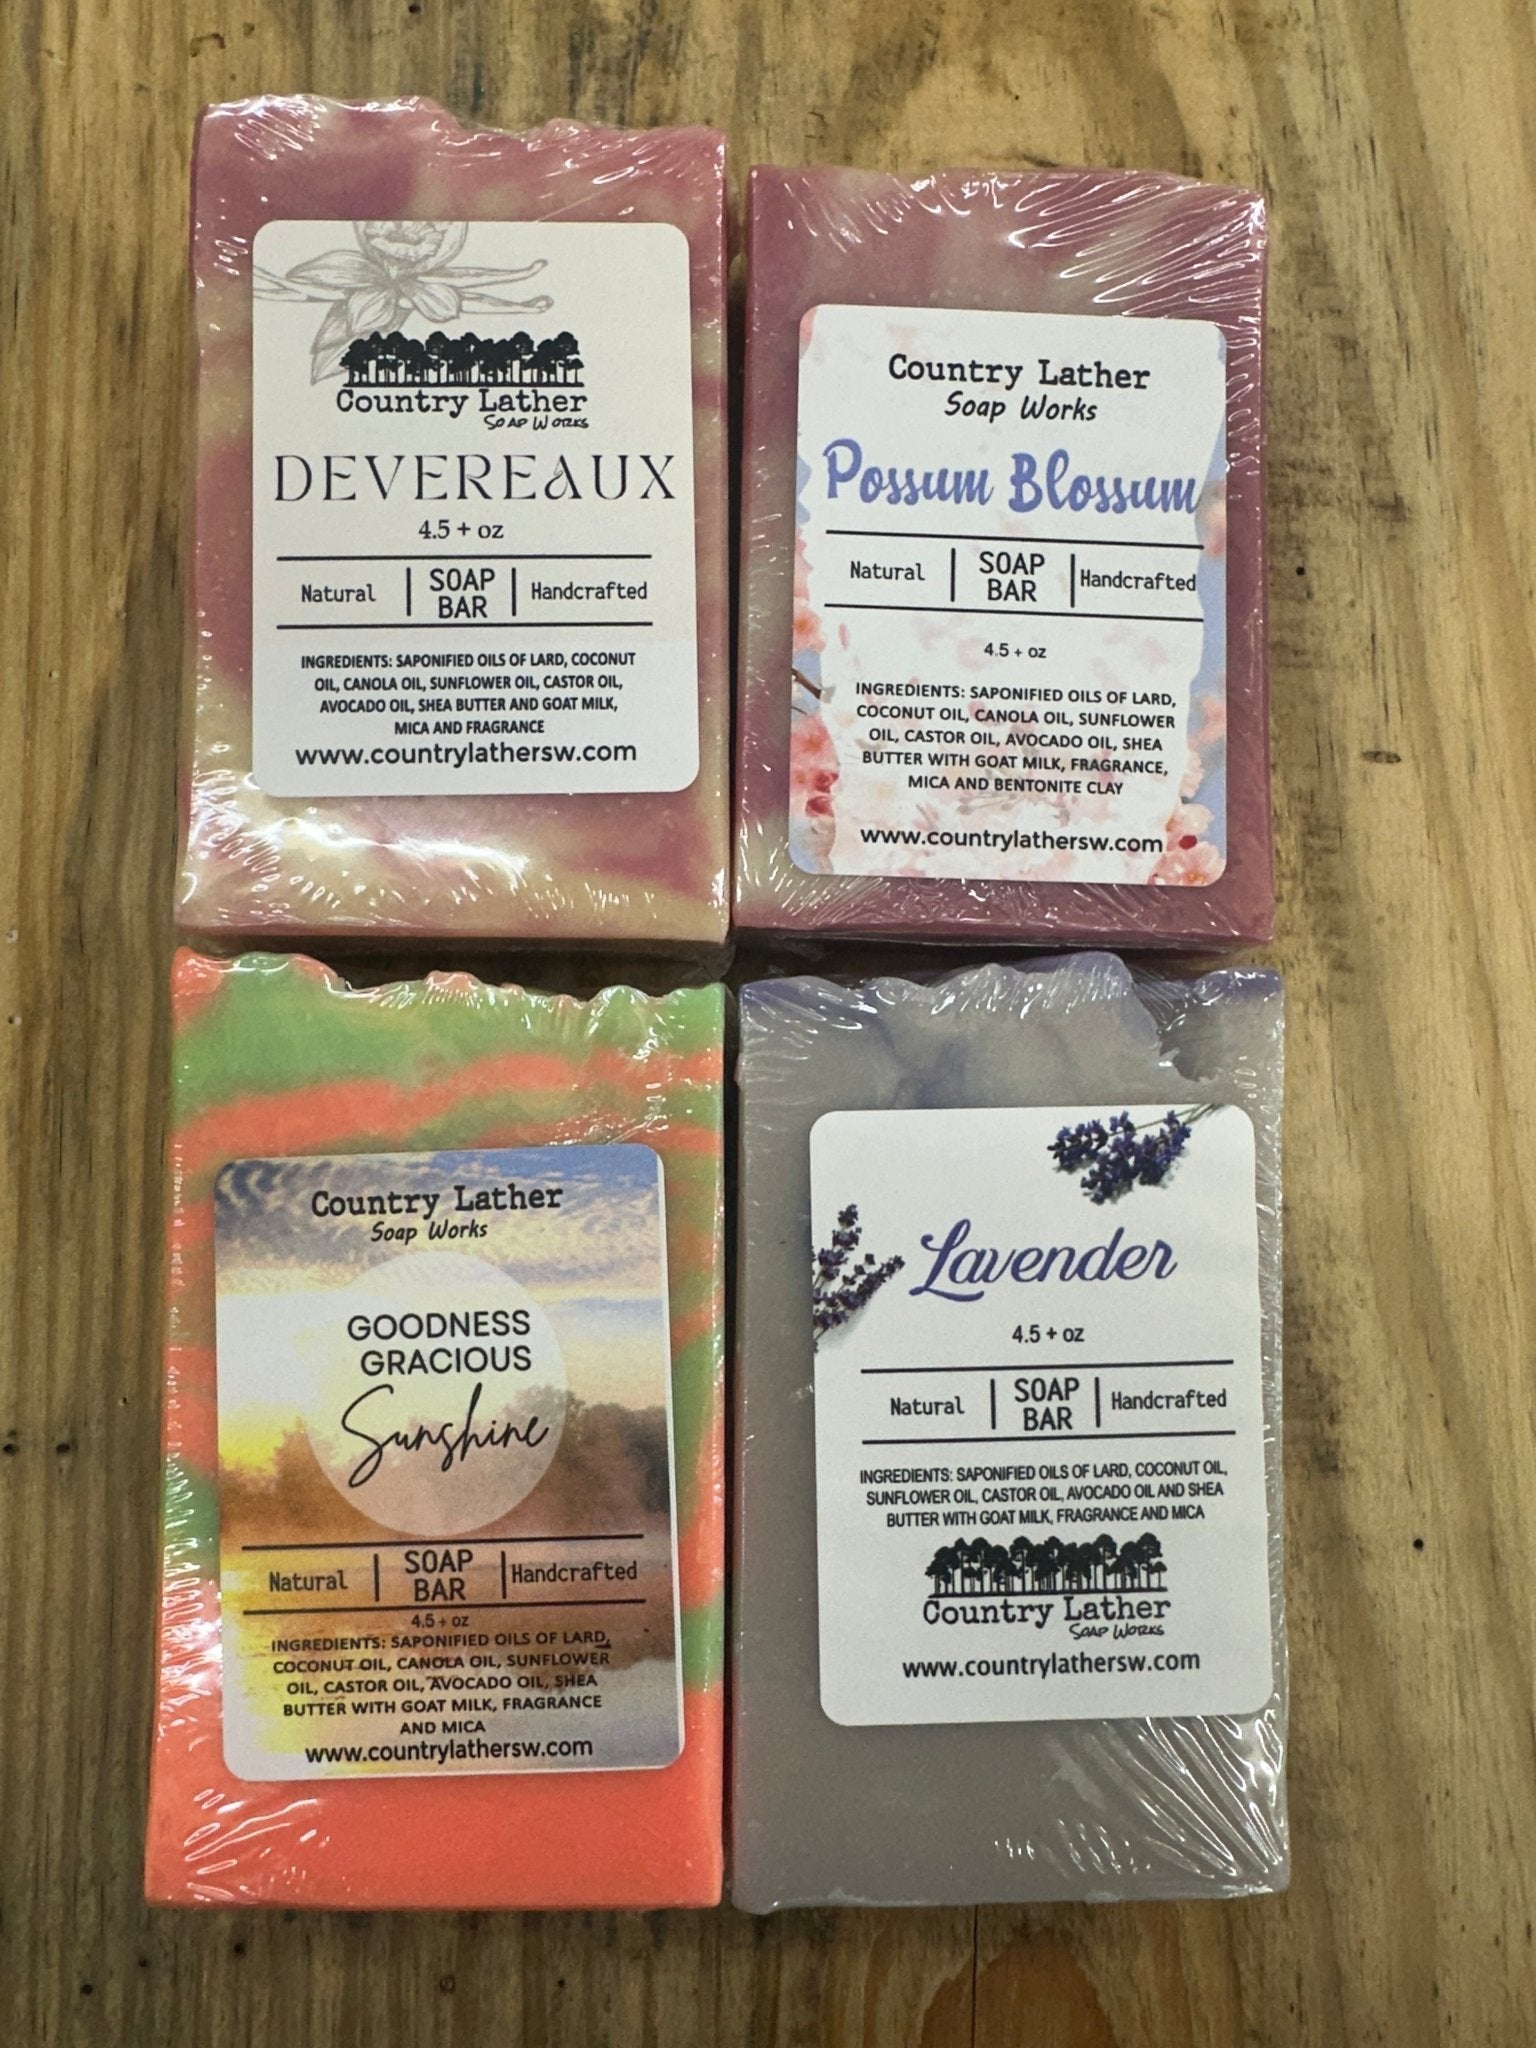 Country Lather
SOAP WORKS
DEVEREAUX
4.5 + oz
Natural | SOAP BAR | Handcrafted
INGREDIENTS: SAPONIFIED OILS OF LARD, COCONUT
OIL, CANOLA OIL, SUNFLOWER OIL, CASTOR OIL,
AVOCADO OIL, SHEA BUTTER AND GOAT MILK,
MICA AND FRAGRANCE
www.countrylathersw.com
Country Lather
Soap Works
Possum Blossum
Natural | SOAP BAR | Handcrafted
4.5 + oz
INGREDIENTS: SAPONIFIED OILS OF LARD,
COCONUT OIL, CANOLA OIL, SUNFLOWER
OIL, CASTOR OIL, AVOCADO OIL, SHEA
BUTTER WITH GOAT MILK, FRAGRANCE,
MICA AND BENTONITE CLAY
www.countrylathersw.com
Country Lather
Soap Works
GOODNESS
GRACIOUS
Sunshine
Natural | SOAP BAR | Handcrafted
4.5 + oz
INGREDIENTS: SAPONIFIED OILS OF LARD,
COCONUT OIL, CANOLA OIL, SUNFLOWER
OIL, CASTOR OIL, AVOCADO OIL, SHEA
BUTTER WITH GOAT MILK, FRAGRANCE
AND MICA
www.countrylathersw.com
Lavender
4.5 + oz
Natural | SOAP BAR | Handcrafted
INGREDIENTS: SAPONIFIED OILS OF LARD, COCONUT OIL,
SUNFLOWER OIL, CASTOR OIL, AVOCADO OIL AND SHEA
BUTTER WITH GOAT MILK, FRAGRANCE AND MICA
Country Lather
SOAP WORKS
www.countrylathersw.com